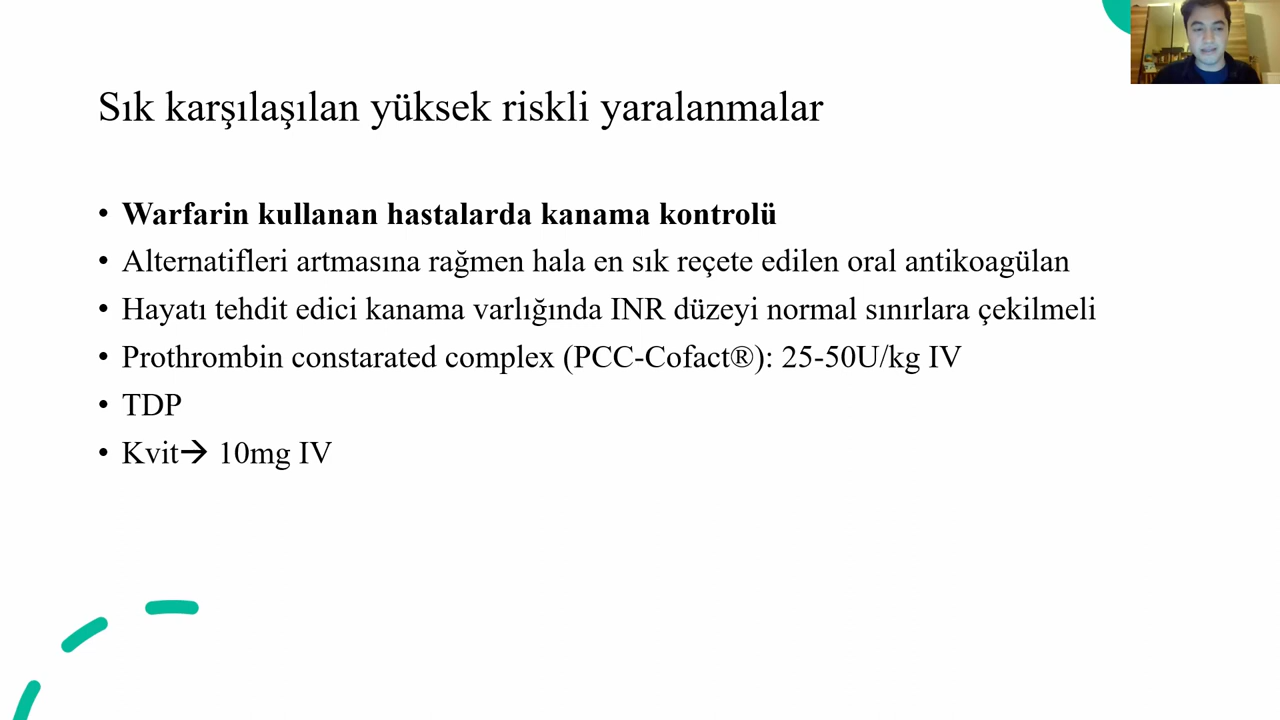 Sık karşılaşılan yüksek riskli yaralanmalar
• Warfarin kullanan hastalarda kanama kontrolü
• Alternatifleri artmasına rağmen hala en sık reçete edilen oral antikoagülan
• Hayatı tehdit edici kanama varlığında INR düzeyi normal sınırlara çekilmeli
• Prothrombin constarated complex (PCC-Cofact®): 25-50U/kg IV
• TDP
• Kvit→ 10mg IV